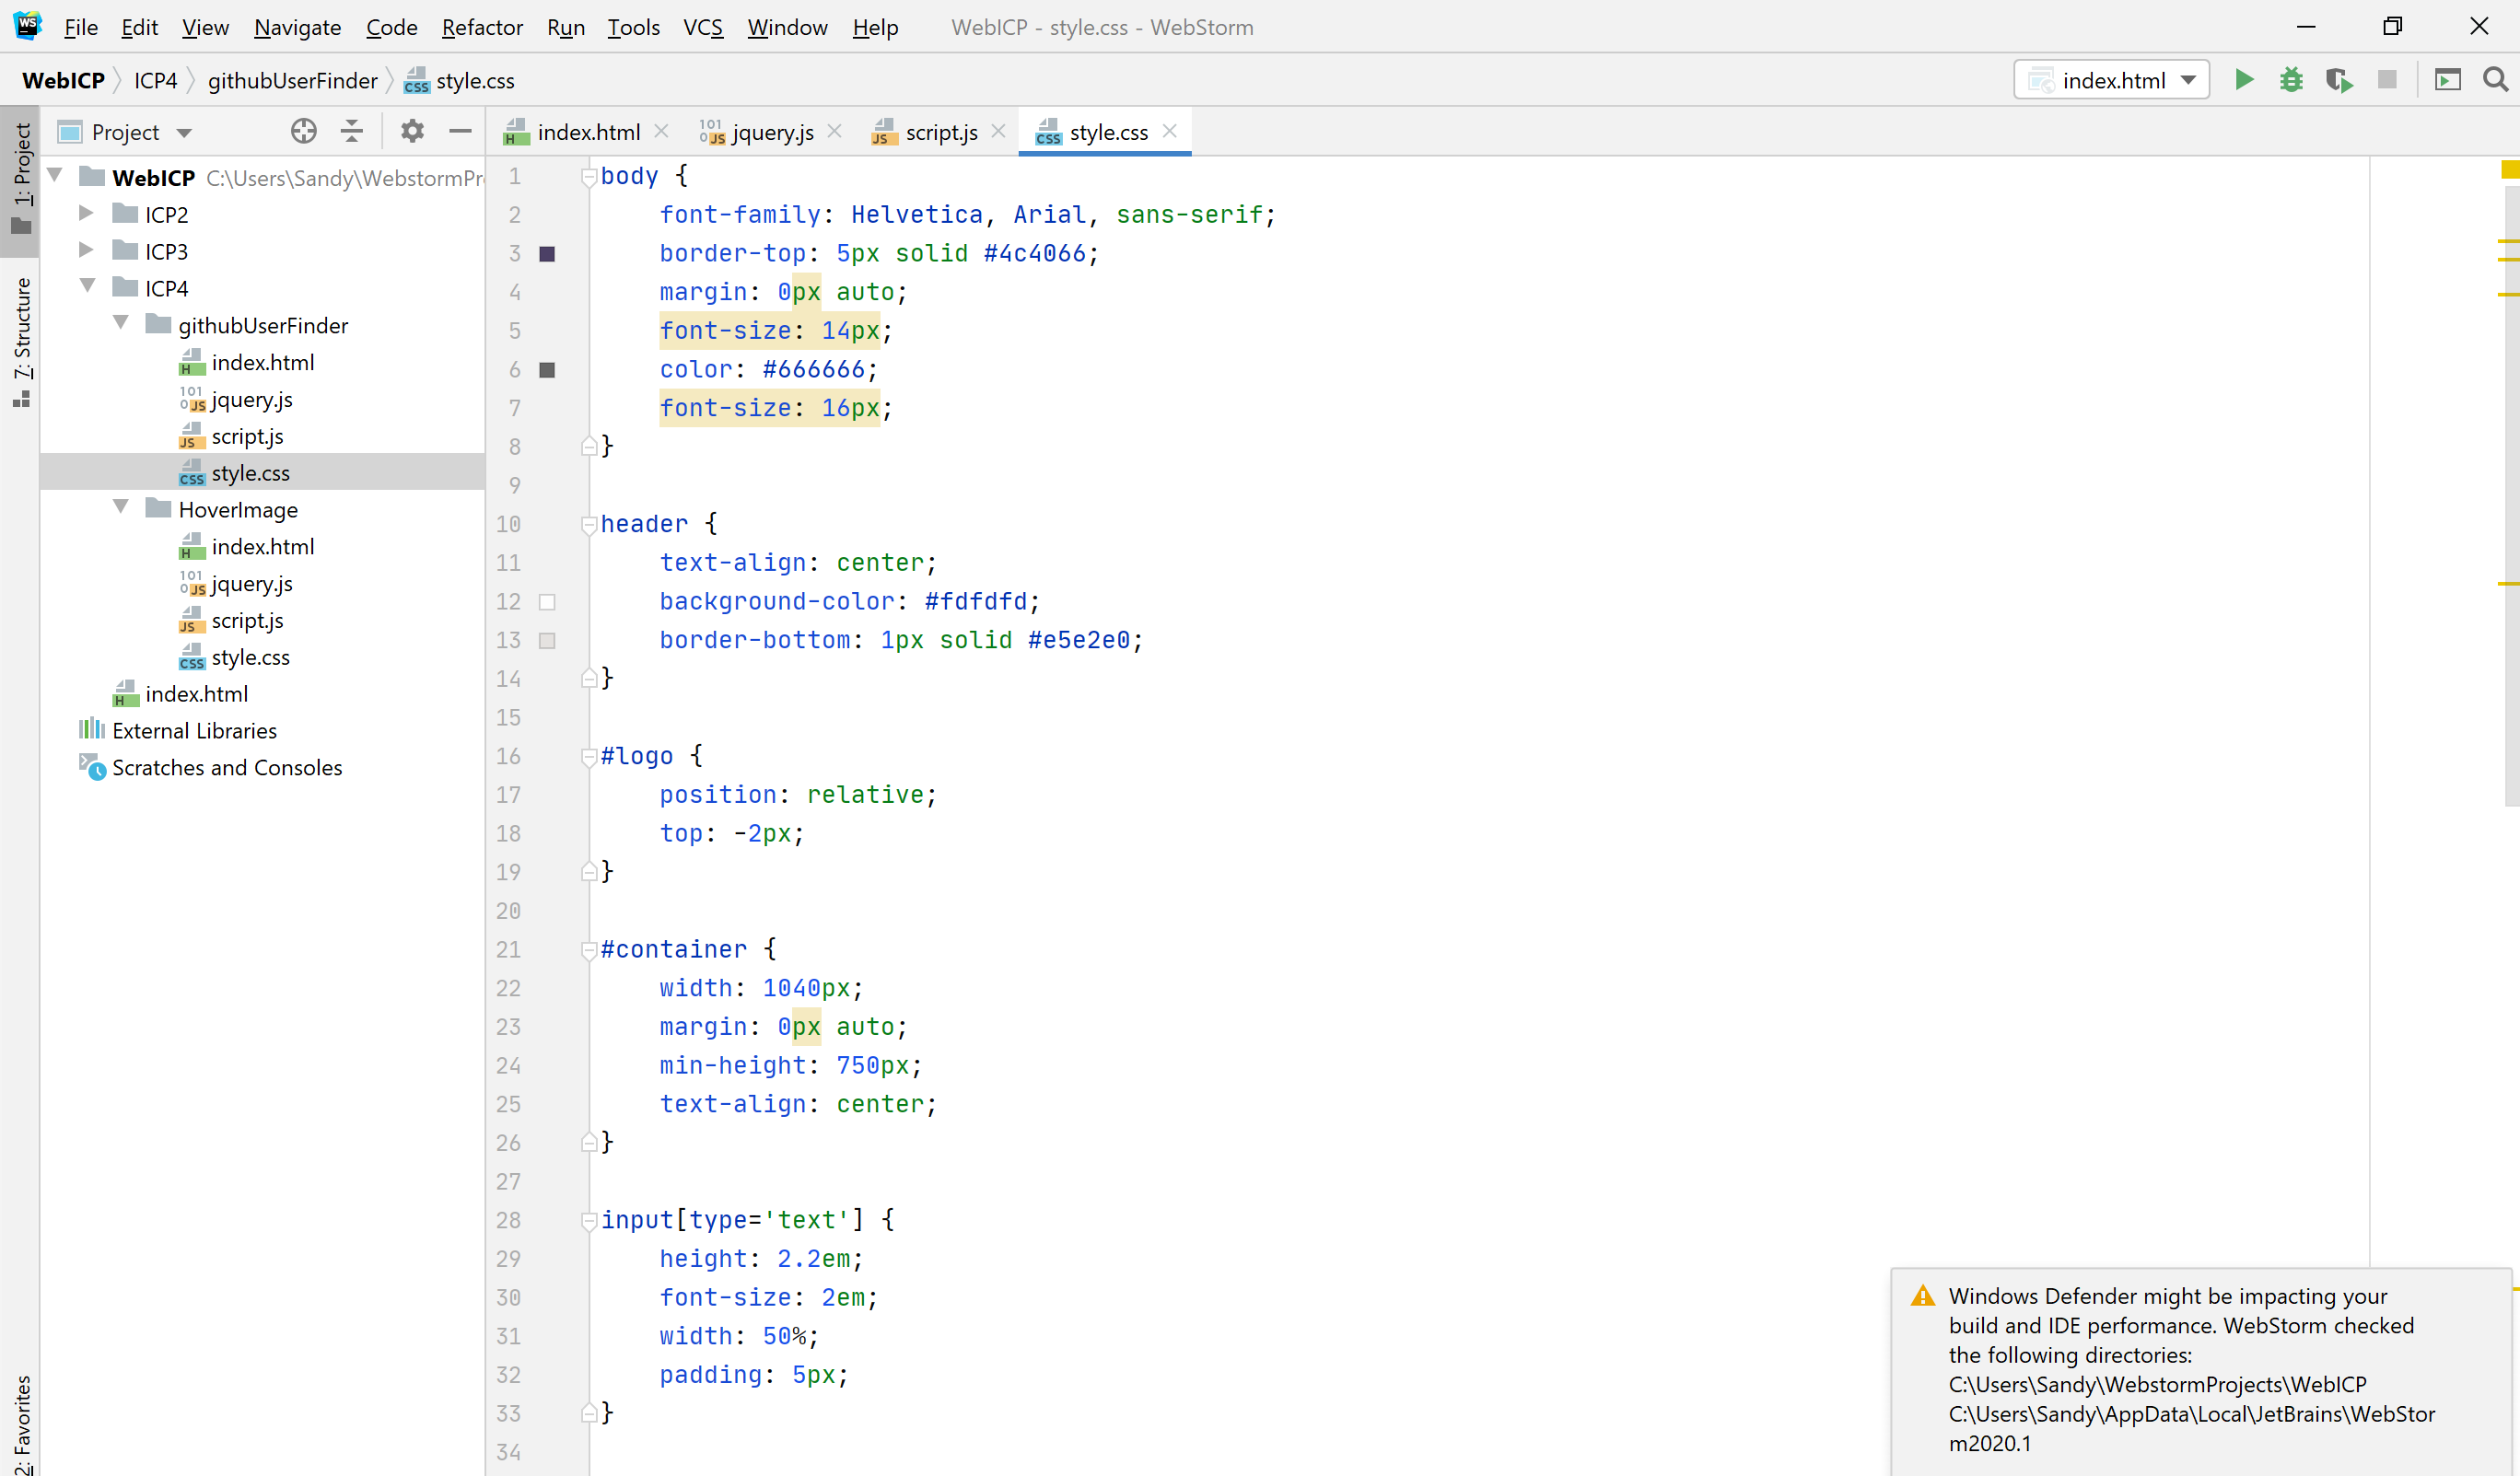 WS File Edit View Navigate Code Refactor Run Tools VCS Window Help WebICP - style.css - WebStorm
WebICP ICP4 githubUserFinder style.css index.html
1: Project
7: Structure
2: Favorites
Project
WebICP C:\Users\Sandy\WebstormPr
ICP2
ICP3
ICP4
githubUserFinder
index.html
jquery.js
script.js
style.css
HoverImage
index.html
jquery.js
script.js
style.css
index.html
External Libraries
Scratches and Consoles
index.html jquery.js script.js style.css
1 body {
2 font-family: Helvetica, Arial, sans-serif;
3 border-top: 5px solid #4c4066;
4 margin: 0px auto;
5 font-size: 14px;
6 color: #666666;
7 font-size: 16px;
8 }
9
10 header {
11 text-align: center;
12 background-color: #fdfdfd;
13 border-bottom: 1px solid #e5e2e0;
14 }
15
16 #logo {
17 position: relative;
18 top: -2px;
19 }
20
21 #container {
22 width: 1040px;
23 margin: 0px auto;
24 min-height: 750px;
25 text-align: center;
26 }
27
28 input[type='text'] {
29 height: 2.2em;
30 font-size: 2em;
31 width: 50%;
32 padding: 5px;
33 }
34
Windows Defender might be impacting your
build and IDE performance. WebStorm checked
the following directories:
C:\Users\Sandy\WebstormProjects\WebICP
C:\Users\Sandy\AppData\Local\JetBrains\WebStor
m2020.1